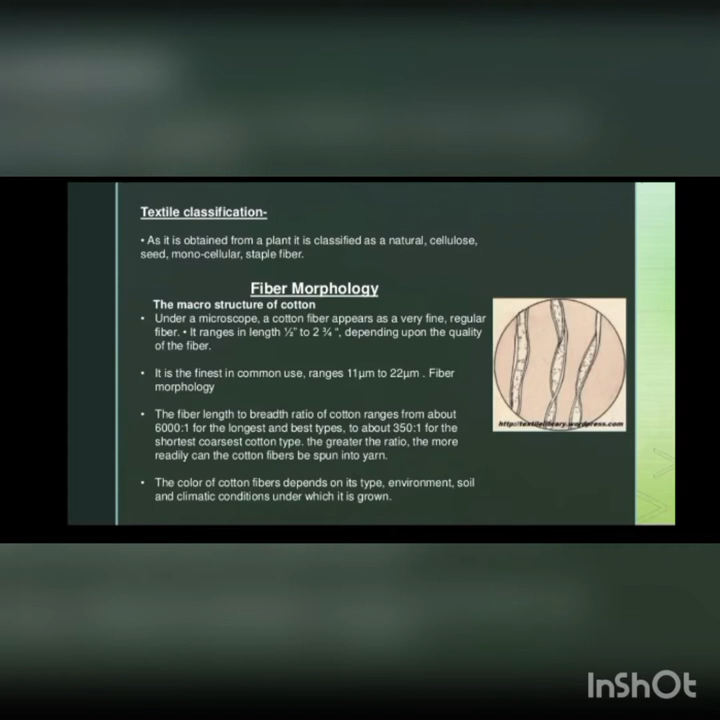 Textile classification-
• As it is obtained from a plant it is classified as a natural, cellulose,
seed, mono-cellular, staple fiber.
Fiber Morphology
The macro structure of cotton
• Under a microscope, a cotton fiber appears as a very fine, regular
fiber. • It ranges in length ½” to 2 ¾ “, depending upon the quality
of the fiber.
• It is the finest in common use, ranges 11μm to 22μm . Fiber
morphology
• The fiber length to breadth ratio of cotton ranges from about
6000:1 for the longest and best types, to about 350:1 for the
shortest coarsest cotton type. the greater the ratio, the more
readily can the cotton fibers be spun into yarn.
• The color of cotton fibers depends on its type, environment, soil
and climatic conditions under which it is grown.
http://textilelibrary.wordpress.com
InShOt